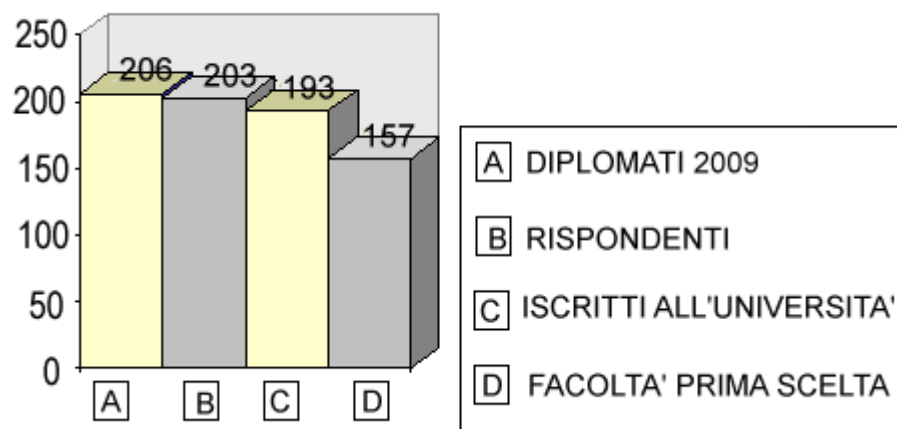 250
200
150
100
50
0
206
203
193
157
A
B
C
D
A DIPLOMATI 2009
B RISPONDENTI
C ISCRITTI ALL'UNIVERSITA'
D FACOLTA' PRIMA SCELTA